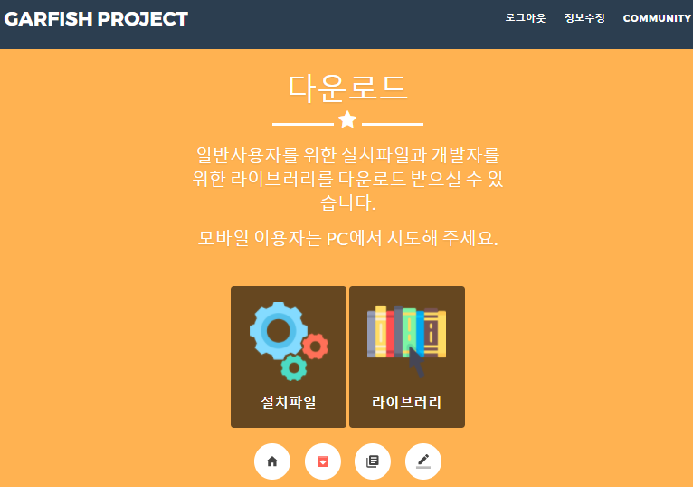 GARFISH PROJECT
로그아웃 정보수정 COMMUNITY
다운로드
일반사용자를 위한 실시파일과 개발자를
위한 라이브러리를 다운로드 받으실 수 있
습니다.
모바일 이용자는 PC에서 시도해 주세요.
설치파일 라이브러리